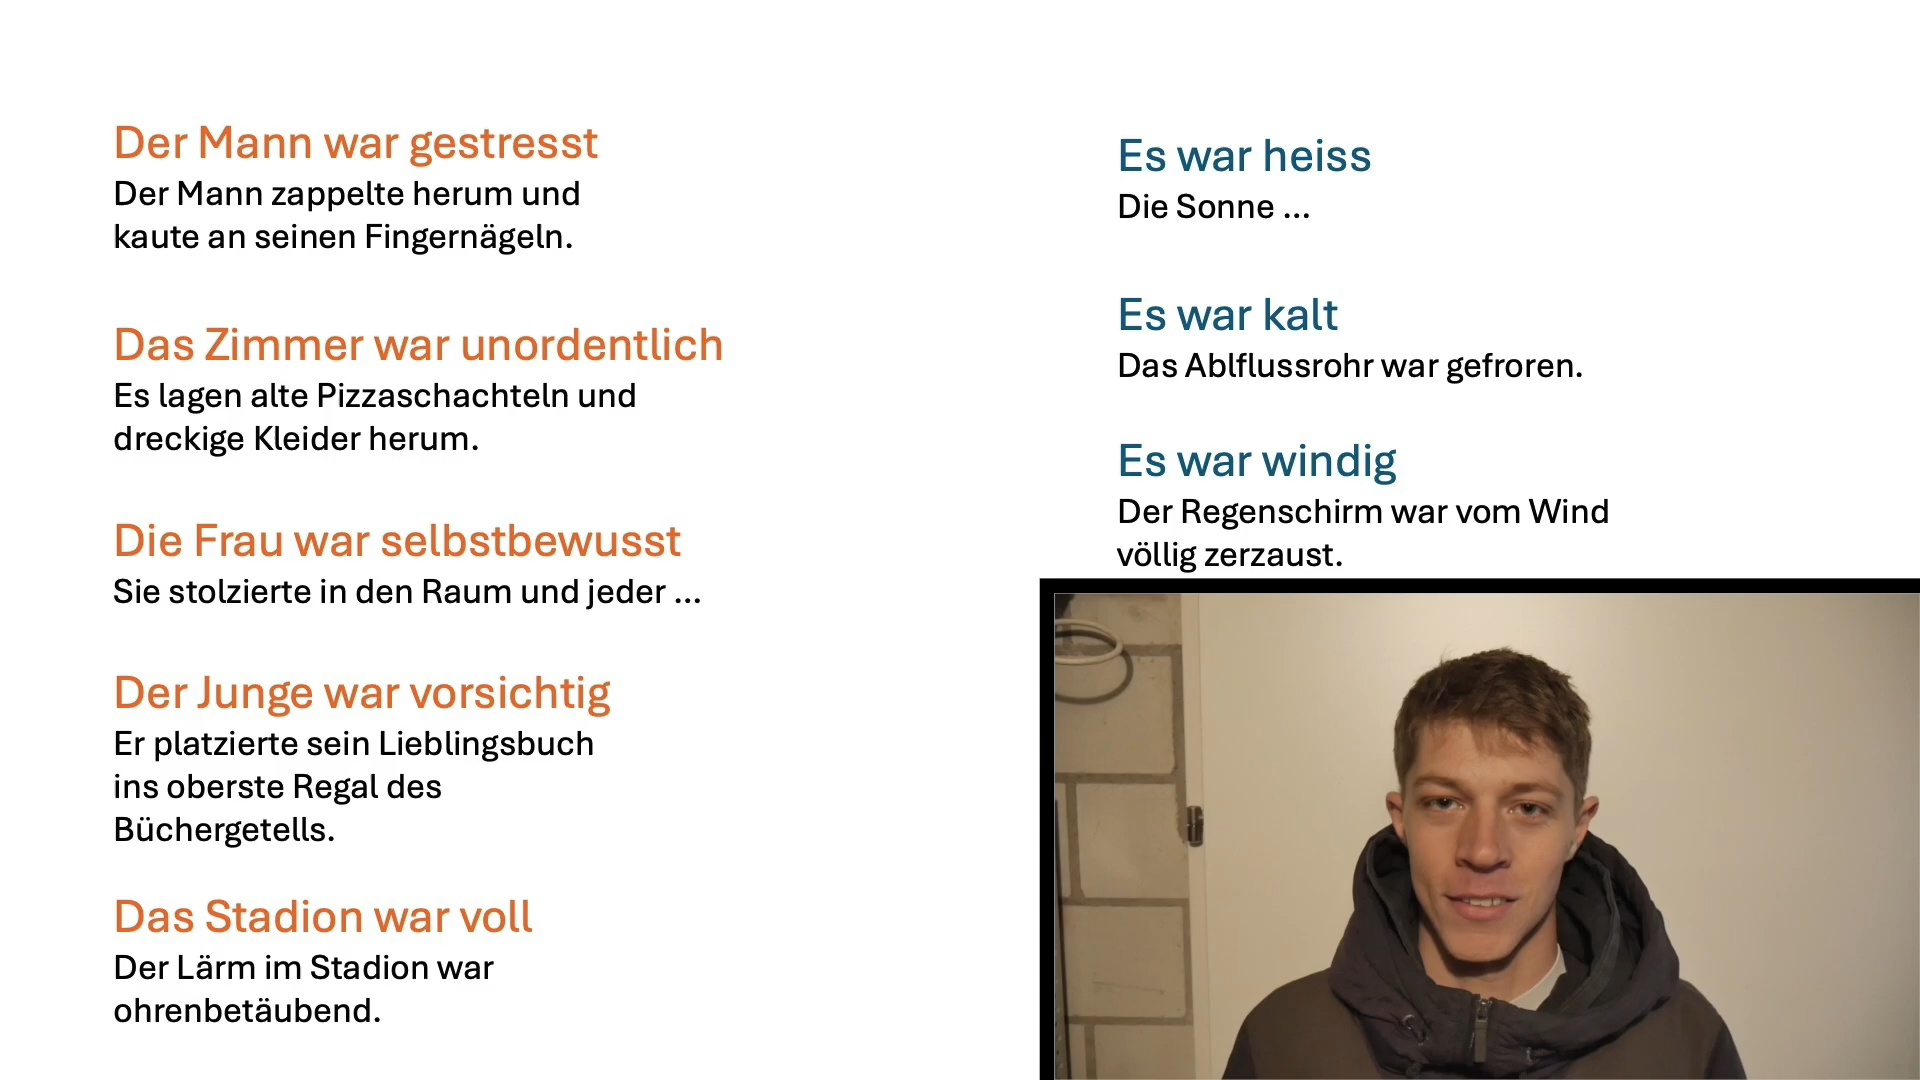 Der Mann war gestresst
Der Mann zappelte herum und
kaute an seinen Fingernägeln.
Das Zimmer war unordentlich
Es lagen alte Pizzaschachteln und
dreckige Kleider herum.
Die Frau war selbstbewusst
Sie stolzierte in den Raum und jeder ...
Der Junge war vorsichtig
Er platzierte sein Lieblingsbuch
ins oberste Regal des
Büchergetells.
Das Stadion war voll
Der Lärm im Stadion war
ohrenbetäubend.
Es war heiss
Die Sonne ...
Es war kalt
Das Ablflussrohr war gefroren.
Es war windig
Der Regenschirm war vom Wind
völlig zerzaust.